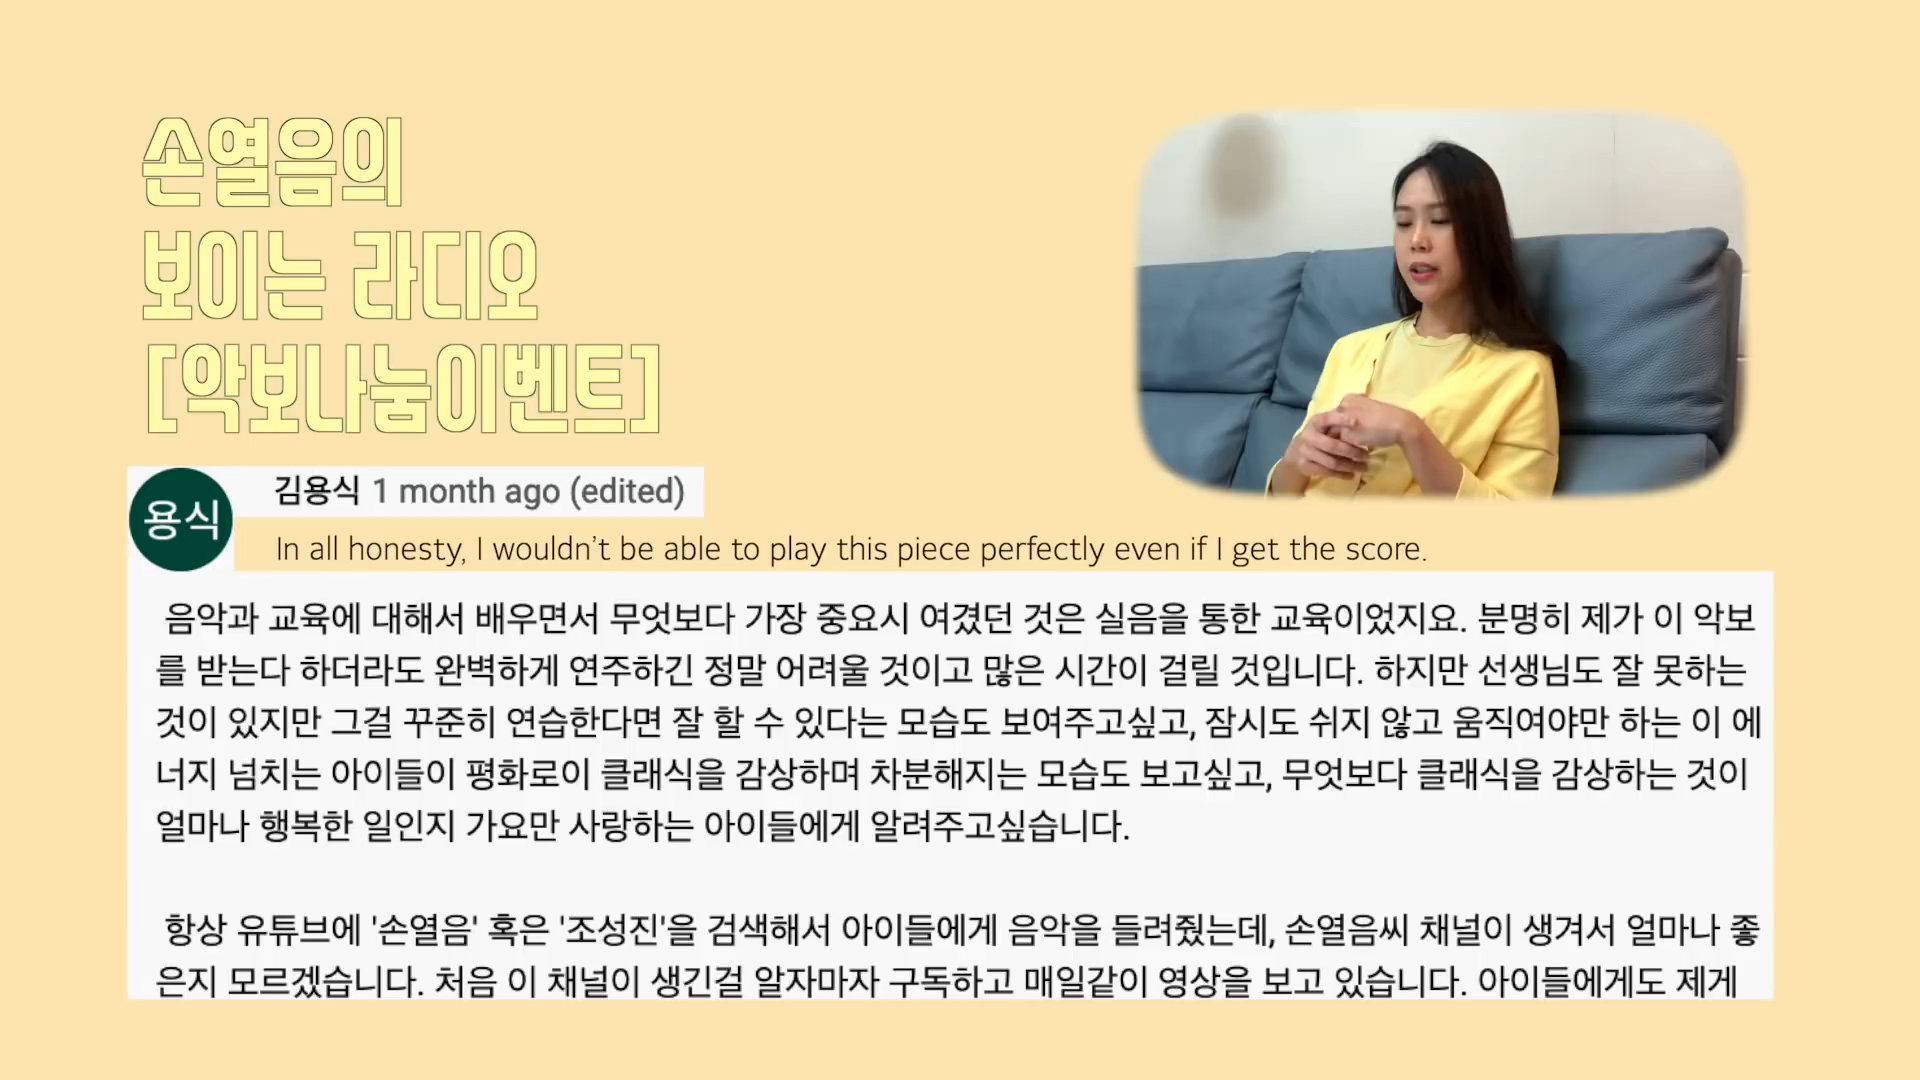 손열음의
보이는 라디오
[악보나눔이벤트]
용식
김용식 1 month ago (edited)
In all honesty, I wouldn't be able to play this piece perfectly even if I get the score.
음악과 교육에 대해서 배우면서 무엇보다 가장 중요시 여겼던 것은 실음을 통한 교육이었지요. 분명히 제가 이 악보
를 받는다 하더라도 완벽하게 연주하긴 정말 어려울 것이고 많은 시간이 걸릴 것입니다. 하지만 선생님도 잘 못하는
것이 있지만 그걸 꾸준히 연습한다면 잘 할 수 있다는 모습도 보여주고싶고, 잠시도 쉬지 않고 움직여야만 하는 이 에
너지 넘치는 아이들이 평화로이 클래식을 감상하며 차분해지는 모습도 보고싶고, 무엇보다 클래식을 감상하는 것이
얼마나 행복한 일인지 가요만 사랑하는 아이들에게 알려주고싶습니다.
항상 유튜브에 '손열음' 혹은 '조성진'을 검색해서 아이들에게 음악을 들려줬는데, 손열음씨 채널이 생겨서 얼마나 좋
은지 모르겠습니다. 처음 이 채널이 생긴걸 알자마자 구독하고 매일같이 영상을 보고 있습니다. 아이들에게도 제게